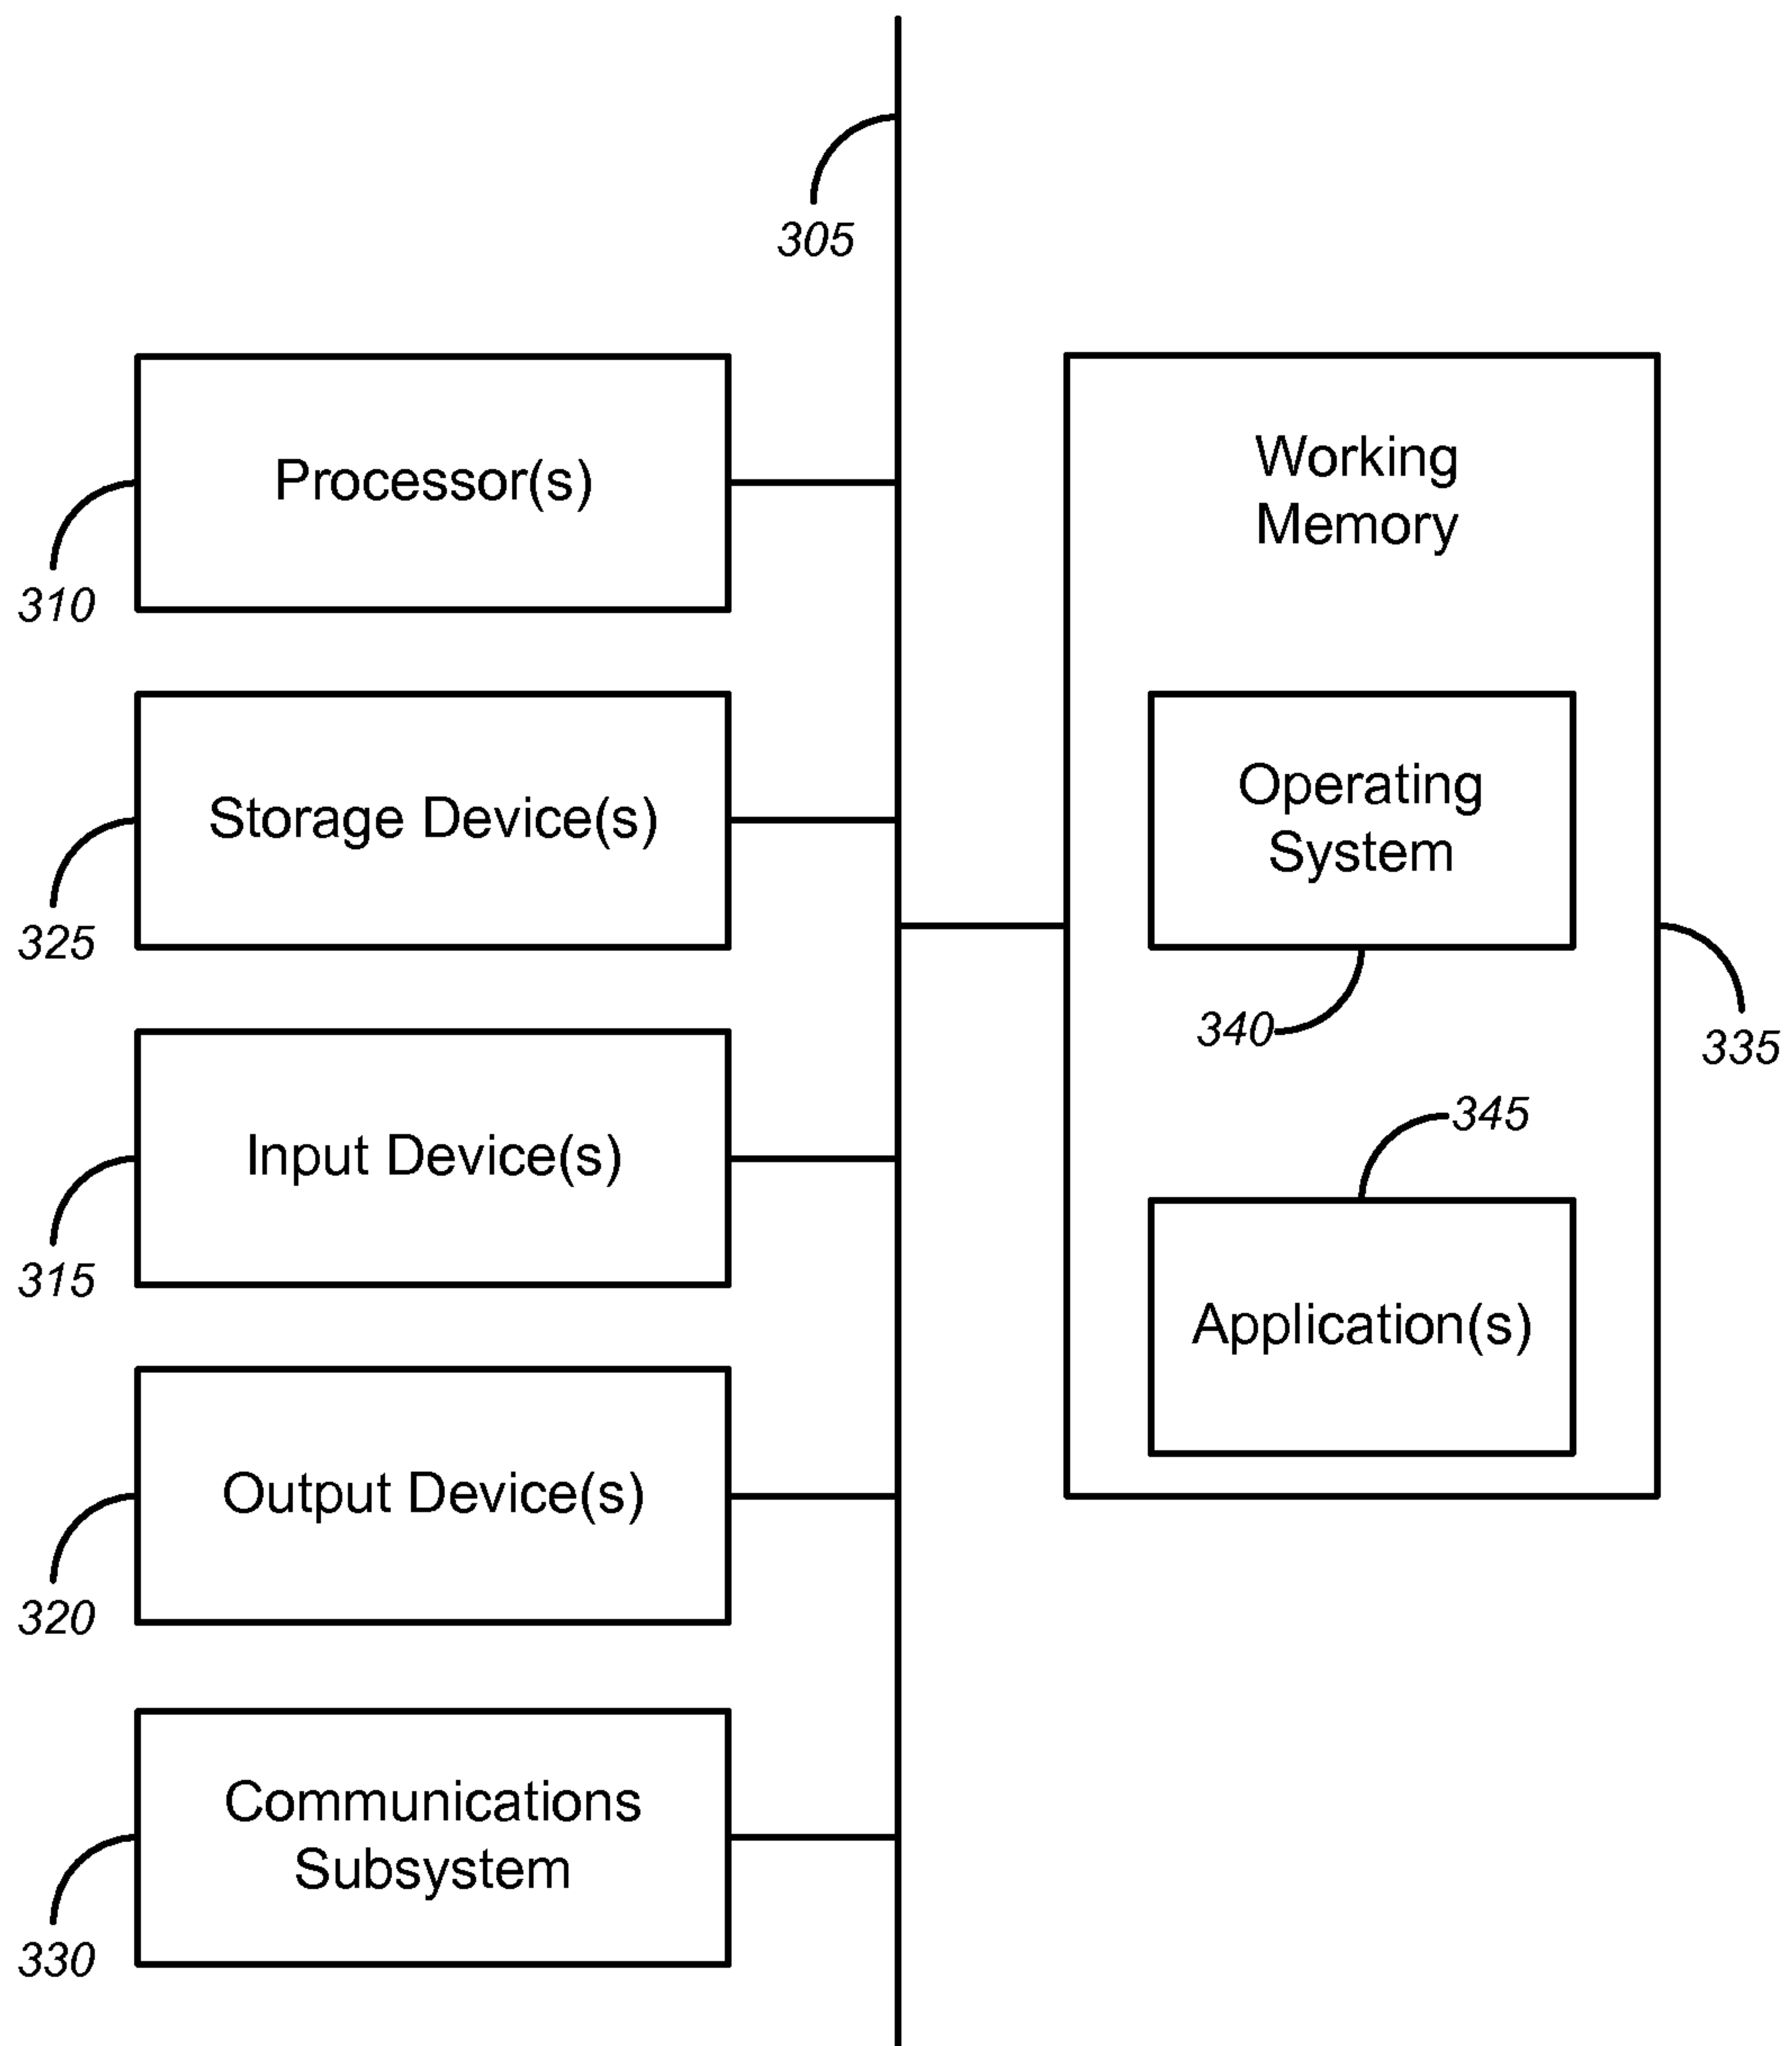 305
Processor(s)
310
Storage Device(s)
325
Input Device(s)
315
Output Device(s)
320
Communications
Subsystem
330
Working
Memory
Operating
System
340
335
345
Application(s)